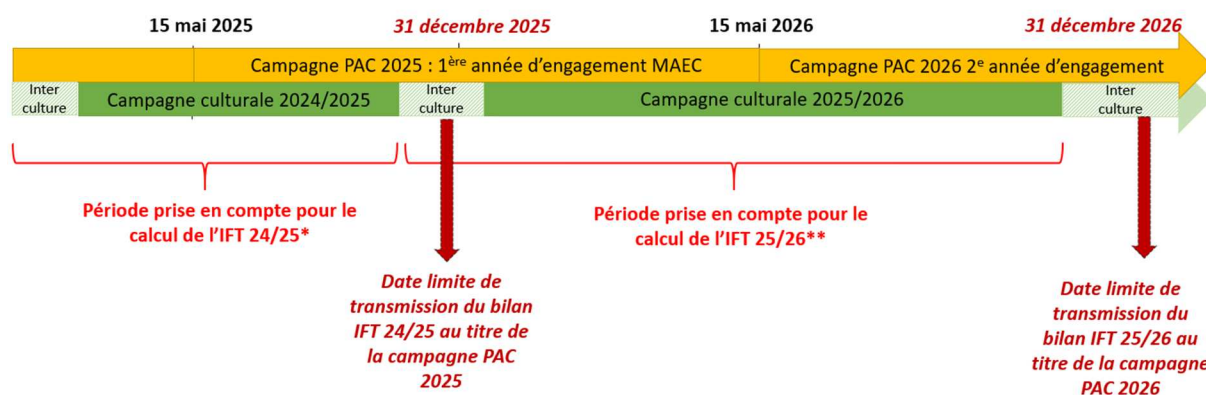 15 mai 2025
31 décembre 2025
15 mai 2026
31 décembre 2026
Campagne PAC 2025 : 1ère année d'engagement MAEC
Campagne PAC 2026 2e année d'engagement
Inter
culture
Campagne culturale 2024/2025
Inter
culture
Campagne culturale 2025/2026
Inter
culture
Période prise en compte pour le
calcul de l'IFT 24/25*
Période prise en compte pour le
calcul de l'IFT 25/26**
Date limite de
transmission du bilan
IFT 24/25 au titre de
la campagne PAC
2025
Date limite de
transmission du
bilan IFT 25/26 au
titre de la campagne
PAC 2026